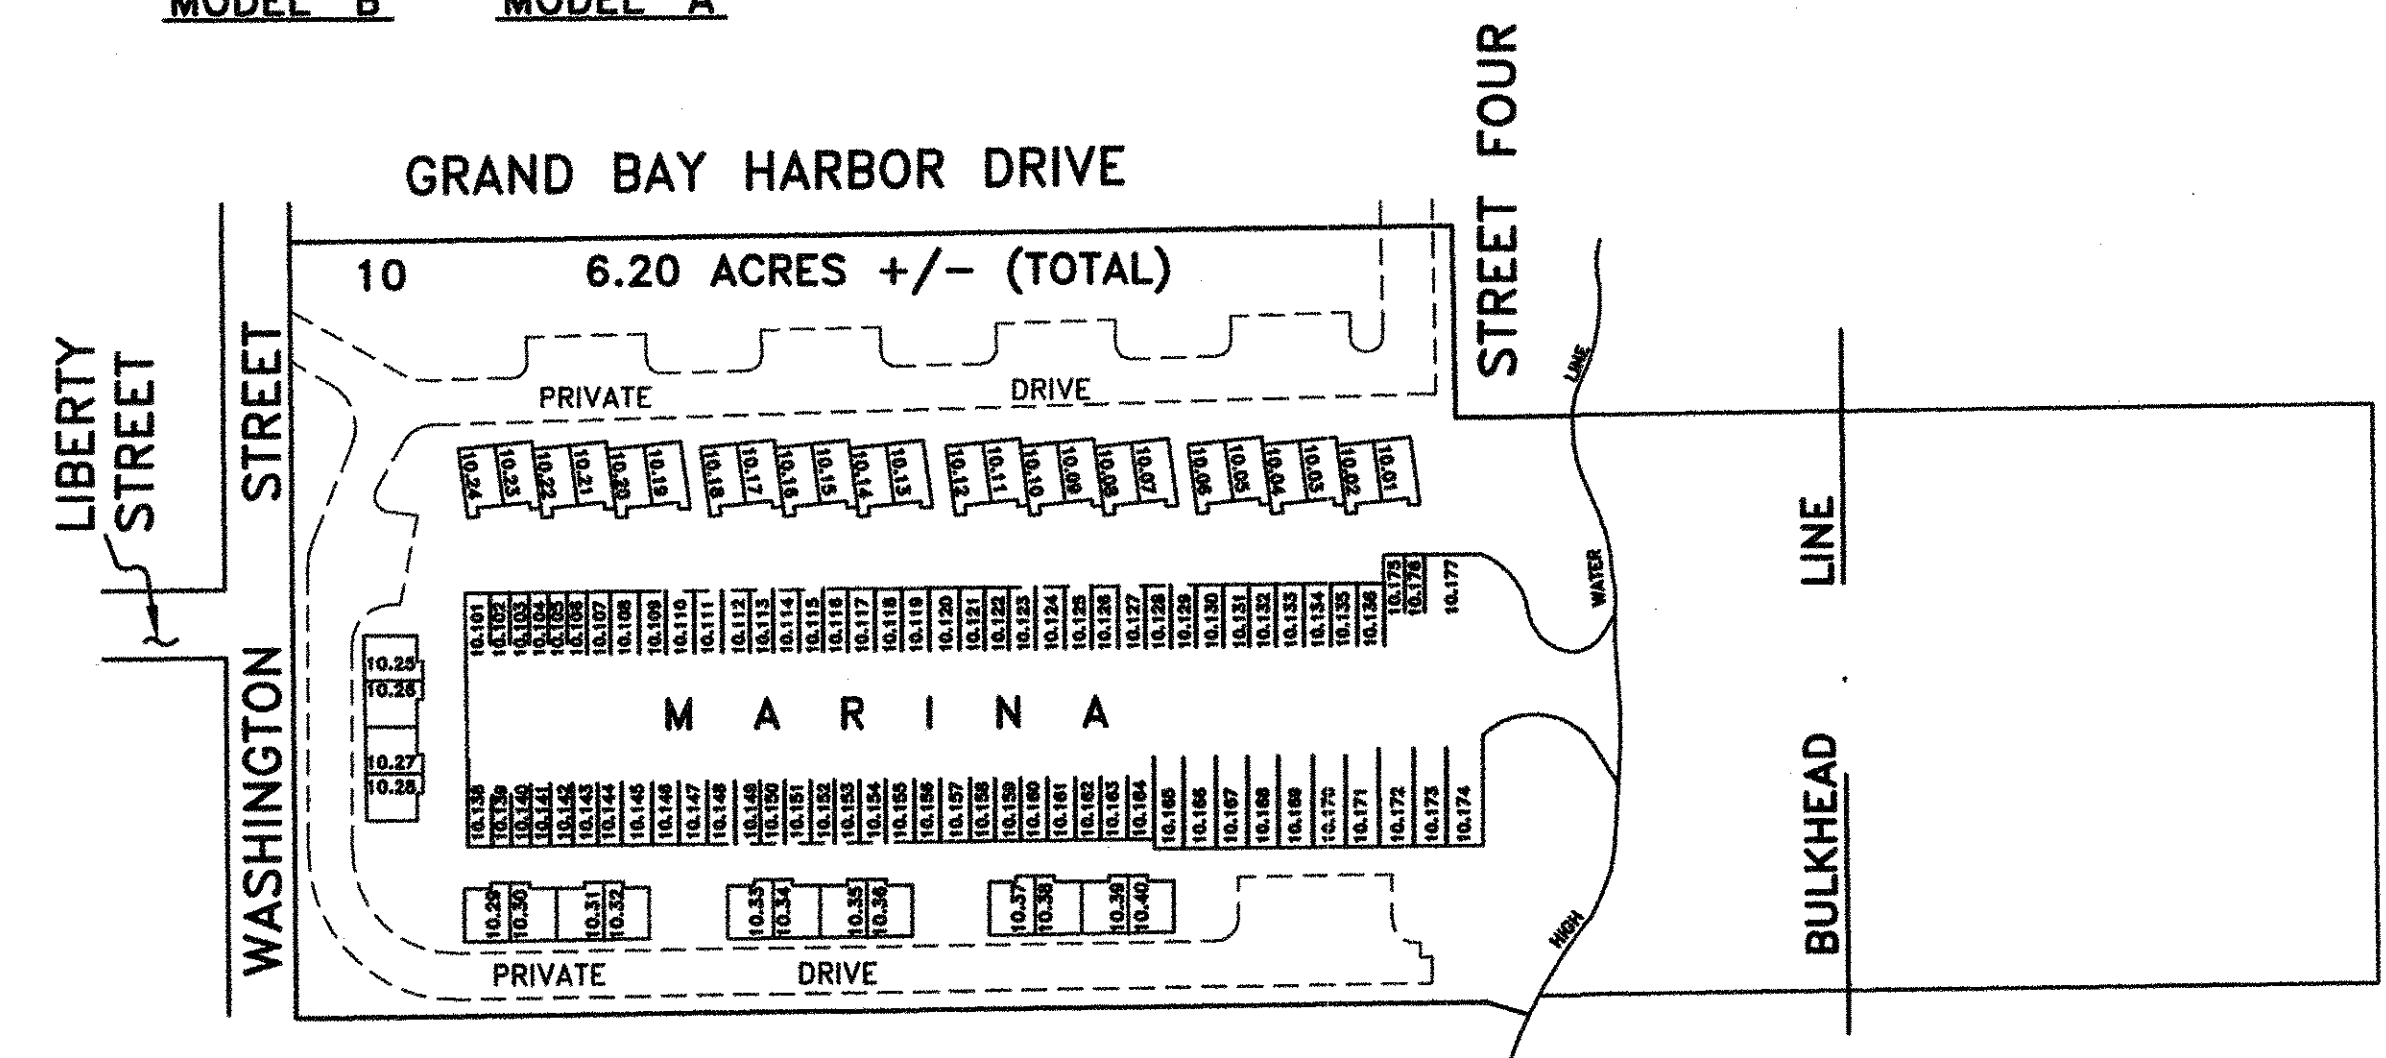 MODEL B MODEL A
GRAND BAY HARBOR DRIVE
STREET FOUR
10 6.20 ACRES +/- (TOTAL)
LIBERTY
STREET
WASHINGTON STREET
PRIVATE DRIVE
10.24 10.23 10.22 10.21 10.20 10.19 10.18 10.17 10.16 10.15 10.14 10.13 10.12 10.11 10.10 10.09 10.08 10.07 10.06 10.05 10.04 10.03 10.02 10.01
10.101 10.102 10.103 10.104 10.105 10.106 10.107 10.108 10.109 10.110 10.111 10.112 10.113 10.114 10.115 10.116 10.117 10.118 10.119 10.120 10.121 10.122 10.123 10.124 10.125 10.126 10.127 10.128 10.129 10.130 10.131 10.132 10.133 10.134 10.135 10.136 10.175 10.176 10.177
10.25
10.26
MARINA
10.27
10.28
10.138 10.139 10.140 10.141 10.142 10.143 10.144 10.145 10.146 10.147 10.148 10.149 10.150 10.151 10.152 10.153 10.154 10.155 10.156 10.157 10.158 10.159 10.160 10.161 10.162 10.163 10.164 10.165 10.166 10.167 10.168 10.169 10.170 10.171 10.172 10.173 10.174
10.29 10.30 10.31 10.32 10.33 10.34 10.35 10.36 10.37 10.38 10.39 10.40
PRIVATE DRIVE
HIGH WATER LINE
BULKHEAD LINE